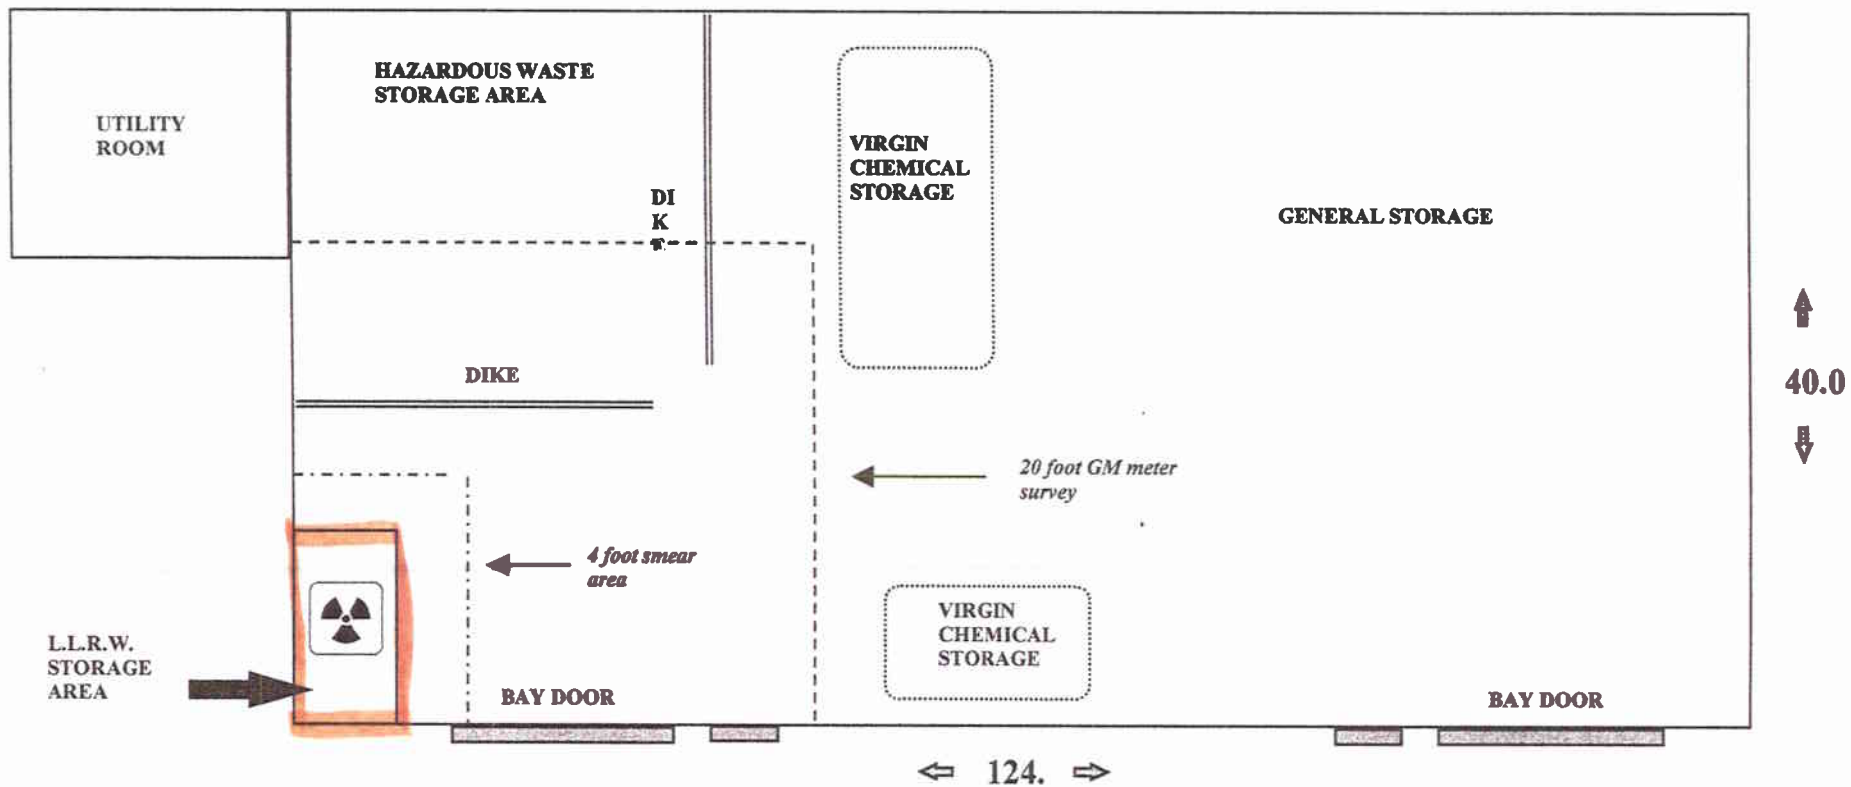 HAZARDOUS WASTE
STORAGE AREA
UTILITY
ROOM
VIRGIN
CHEMICAL
STORAGE
DI
K
GENERAL STORAGE
DIKE
40.0
20 foot GM meter
survey
4 foot smear
area
L.L.R.W.
STORAGE
AREA
VIRGIN
CHEMICAL
STORAGE
BAY DOOR
BAY DOOR
124.